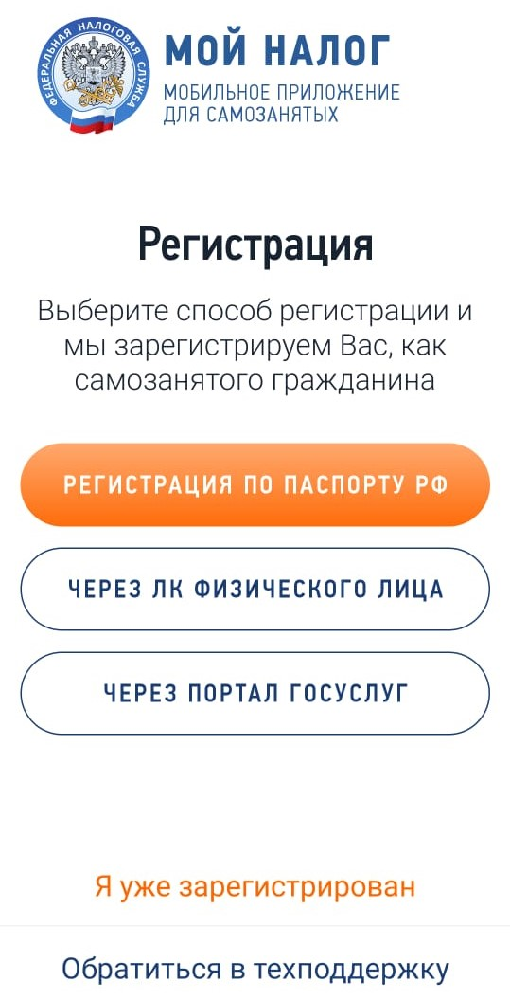 ФЕДЕРАЛЬНАЯ НАЛОГОВАЯ СЛУЖБА
МОЙ НАЛОГ
МОБИЛЬНОЕ ПРИЛОЖЕНИЕ
ДЛЯ САМОЗАНЯТЫХ
Регистрация
Выберите способ регистрации и
мы зарегистрируем Вас, как
самозанятого гражданина
РЕГИСТРАЦИЯ ПО ПАСПОРТУ РФ
ЧЕРЕЗ ЛК ФИЗИЧЕСКОГО ЛИЦА
ЧЕРЕЗ ПОРТАЛ ГОСУСЛУГ
Я уже зарегистрирован
Обратиться в техподдержку